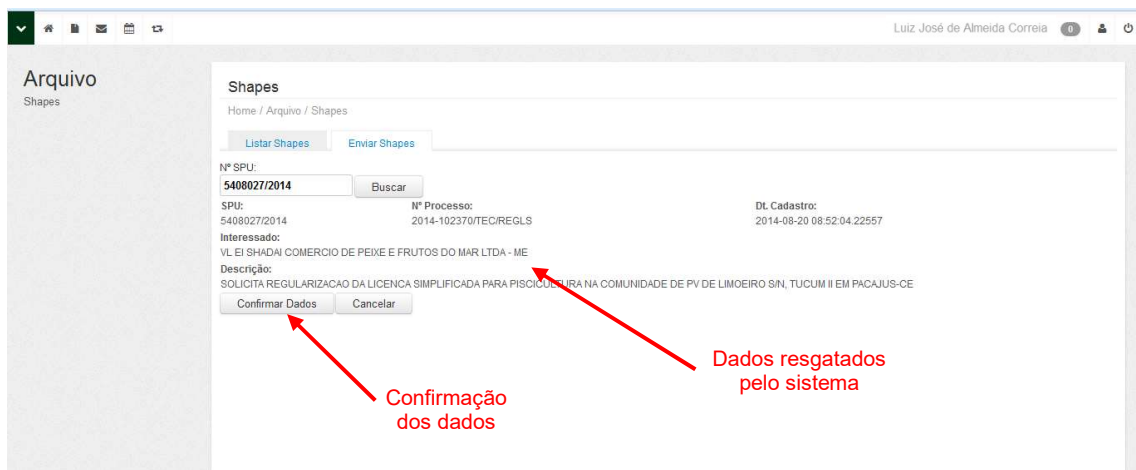 Luiz José de Almeida Correia 0
Arquivo
Shapes
Shapes
Home / Arquivo / Shapes
Listar Shapes Enviar Shapes
Nº SPU:
5408027/2014 Buscar
SPU: Nº Processo: Dt. Cadastro:
5408027/2014 2014-102370/TEC/REGLS 2014-08-20 08:52:04.22557
Interessado:
VL EI SHADAI COMERCIO DE PEIXE E FRUTOS DO MAR LTDA - ME
Descrição:
SOLICITA REGULARIZACAO DA LICENCA SIMPLIFICADA PARA PISCICULTURA NA COMUNIDADE DE PV DE LIMOEIRO S/N, TUCUM II EM PACAJUS-CE
Confirmar Dados Cancelar
Dados resgatados
pelo sistema
Confirmação
dos dados